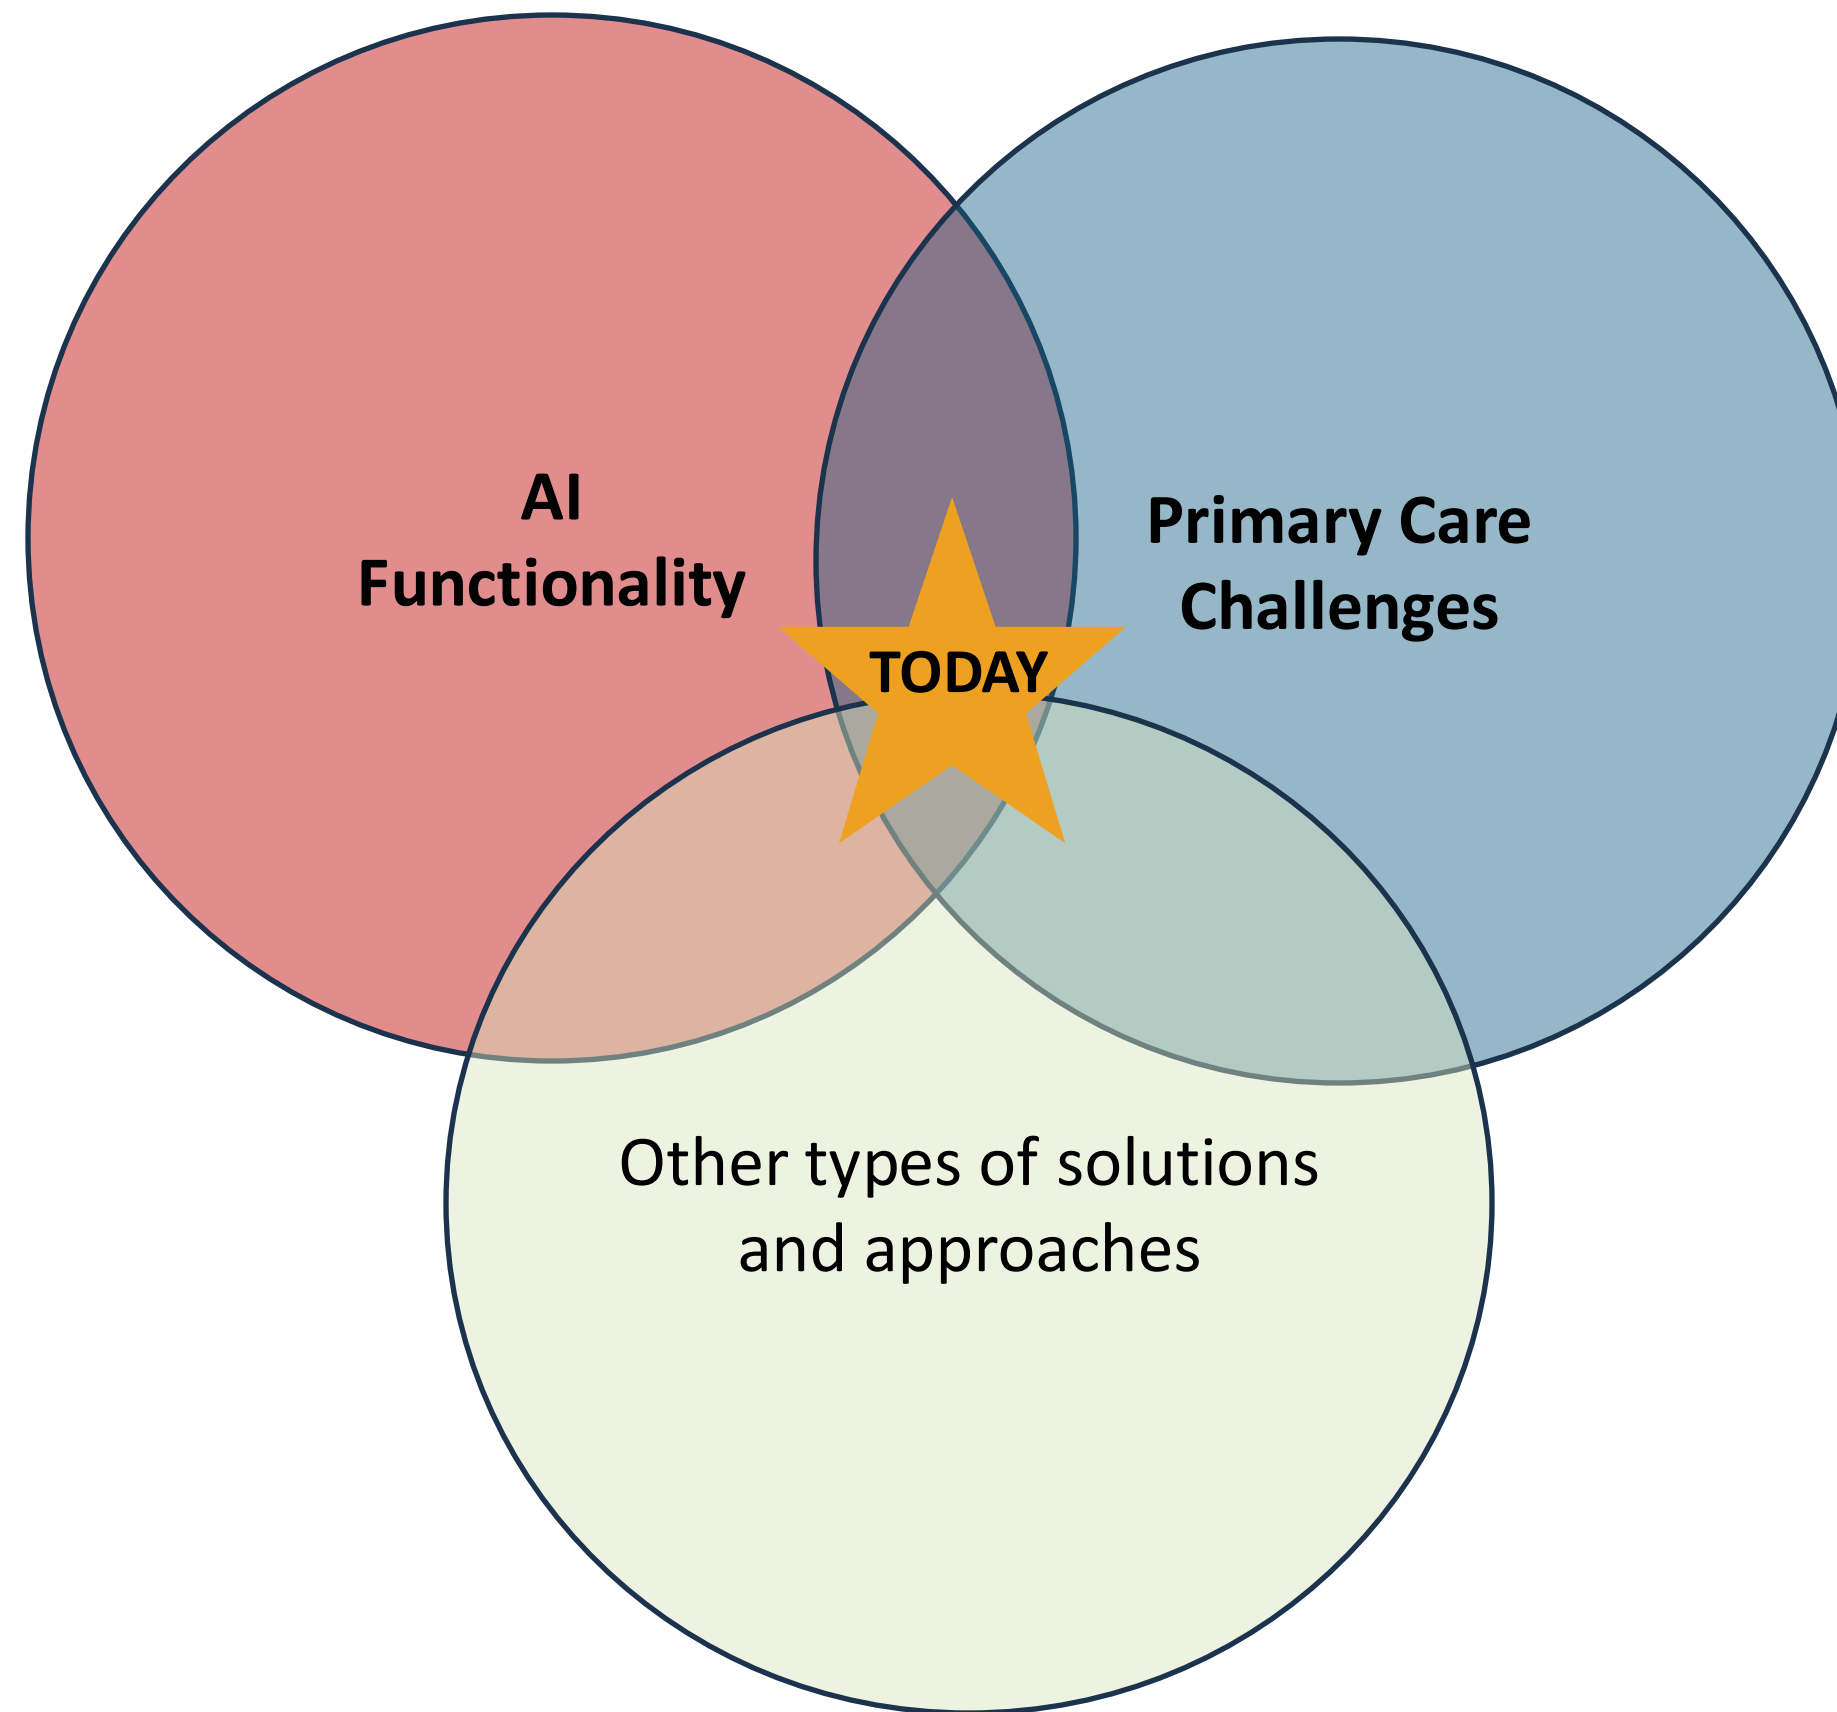 AI
Functionality
Primary Care
Challenges
TODAY
Other types of solutions
and approaches